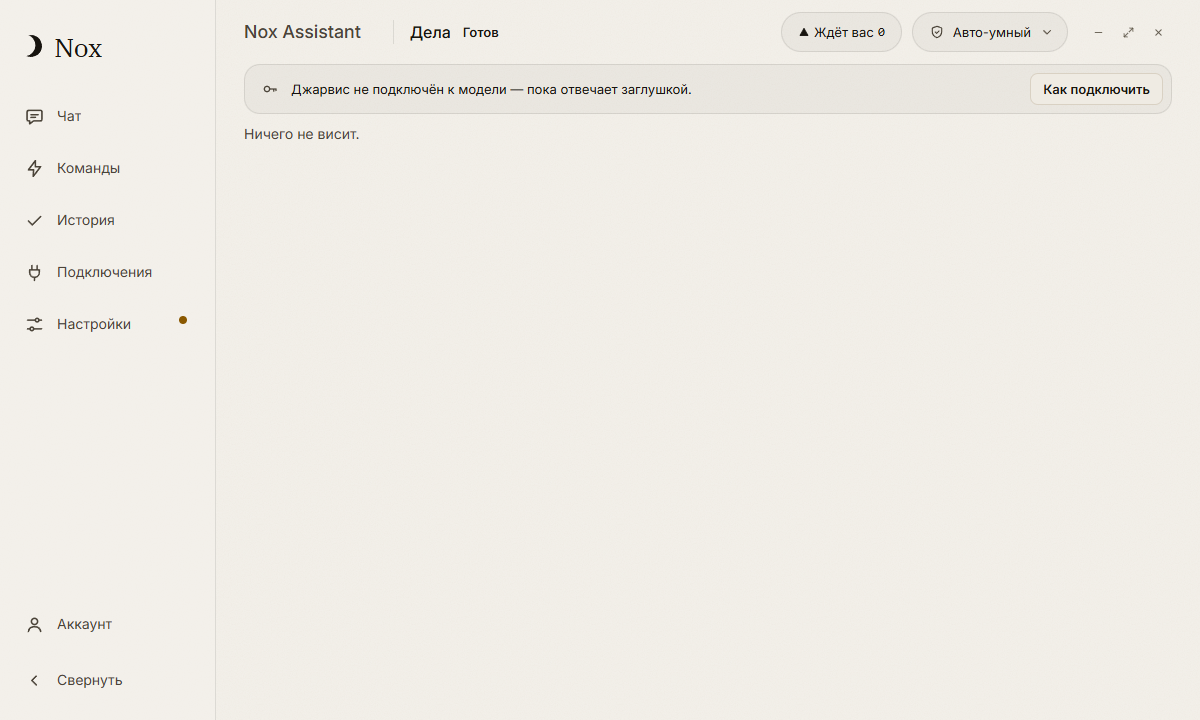 Nox
Чат
Команды
История
Подключения
Настройки
Аккаунт
Свернуть
Nox Assistant
Дела Готов
Ждёт вас 0
Авто-умный
Джарвис не подключён к модели — пока отвечает заглушкой.
Как подключить
Ничего не висит.